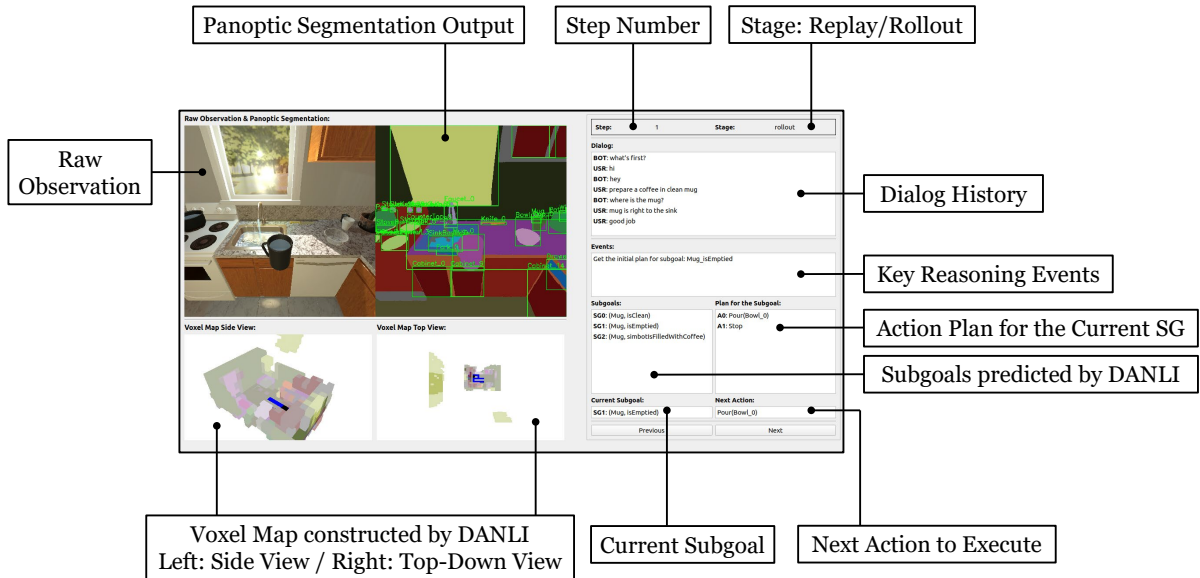 Panoptic Segmentation Output
Step Number
Stage: Replay/Rollout
Raw
Observation
Raw Observation & Panoptic Segmentation:
Faucet_0
Knife_0
Cabinet_0
Voxel Map Side View:
Voxel Map Top View:
Step: 1 Stage: rollout
Dialog:
BOT: what's first?
USR: hi
BOT: hey
USR: prepare a coffee in clean mug
BOT: where is the mug?
USR: mug is right to the sink
USR: good job
Events:
Get the initial plan for subgoal: Mug_isEmptied
Subgoals:
SG0: (Mug, isClean)
SG1: (Mug, isEmptied)
SG2: (Mug, simbotIsFilledWithCoffee)
Plan for the Subgoal:
A0: Pour(Bowl_0)
A1: Stop
Current Subgoal:
SG1: (Mug, isEmptied)
Next Action:
Pour(Bowl_0)
Previous
Next
Dialog History
Key Reasoning Events
Action Plan for the Current SG
Subgoals predicted by DANLI
Voxel Map constructed by DANLI
Left: Side View / Right: Top-Down View
Current Subgoal
Next Action to Execute